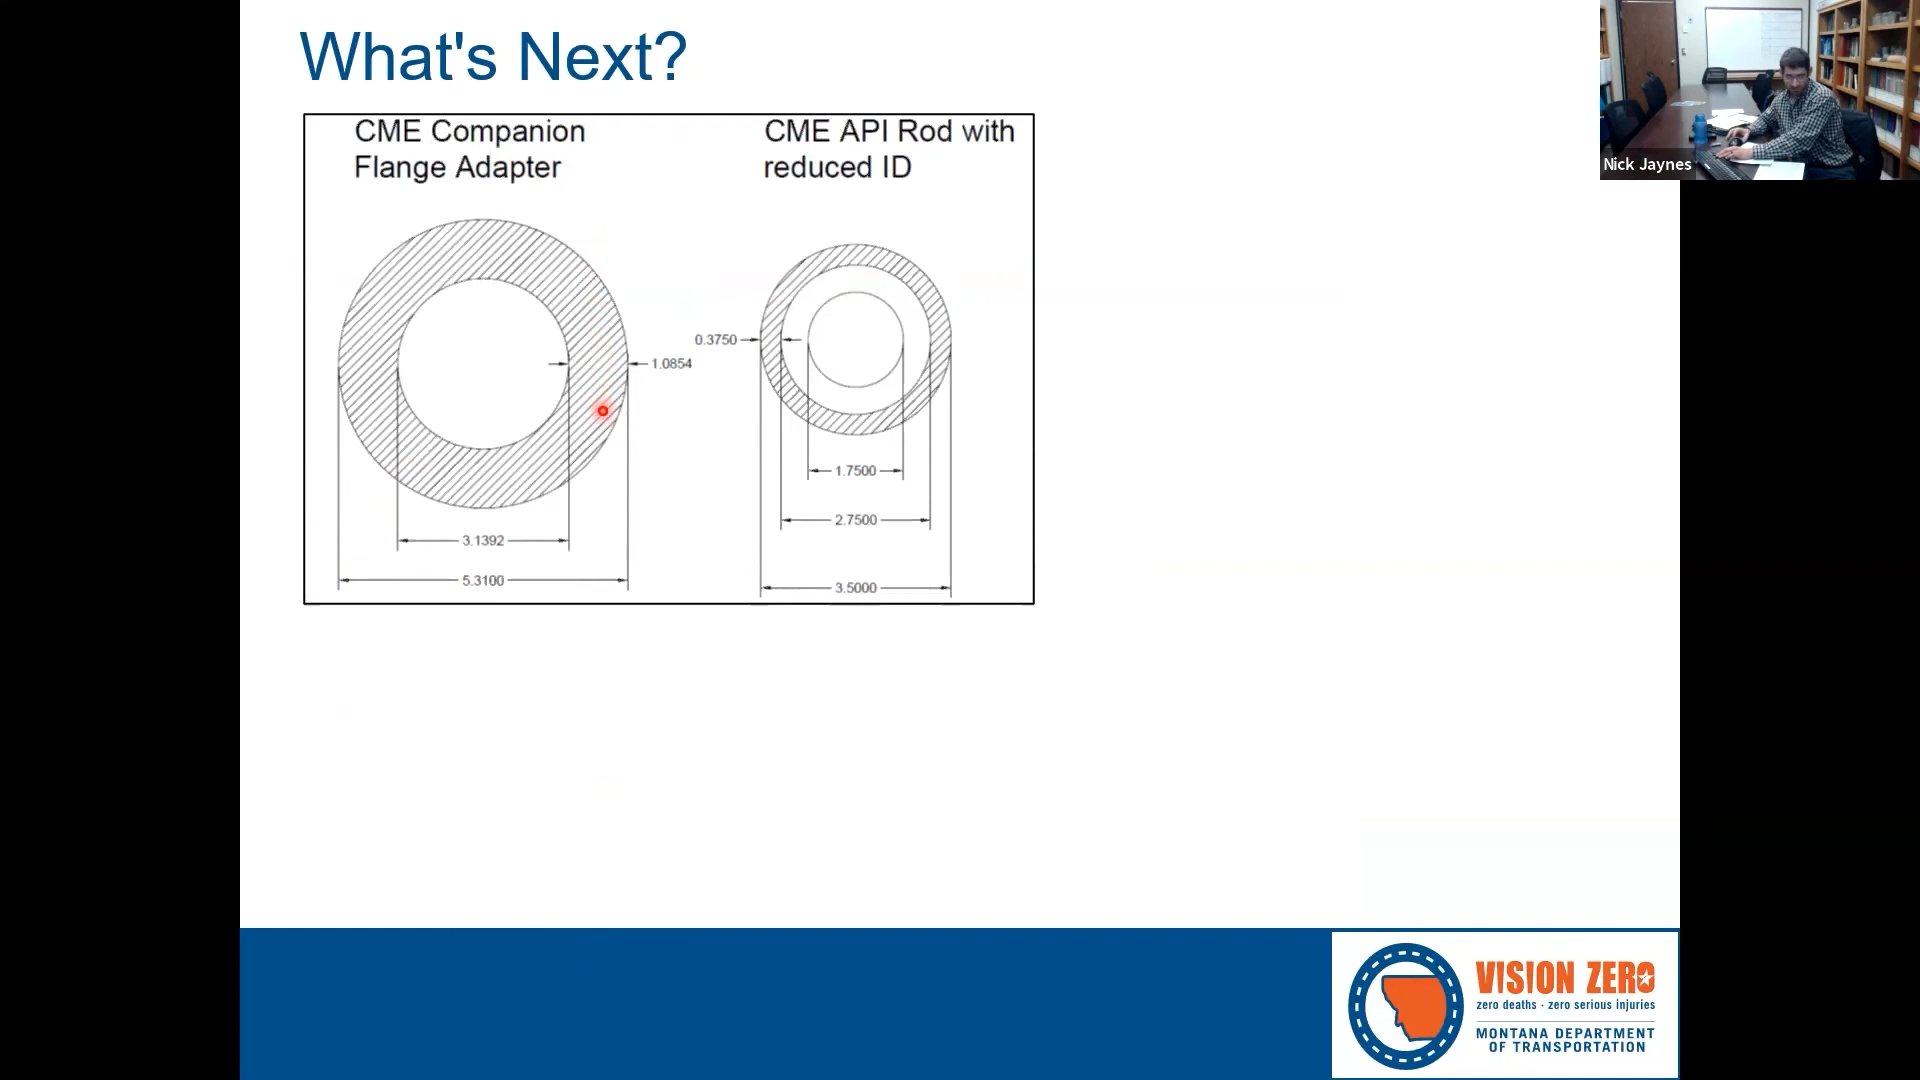 What's Next?
CME Companion
Flange Adapter
CME API Rod with
reduced ID
0.3750
1.0854
1.7500
2.7500
3.1392
5.3100
3.5000
Nick Jaynes
VISION ZERO
zero deaths · zero serious injuries
MONTANA DEPARTMENT
OF TRANSPORTATION